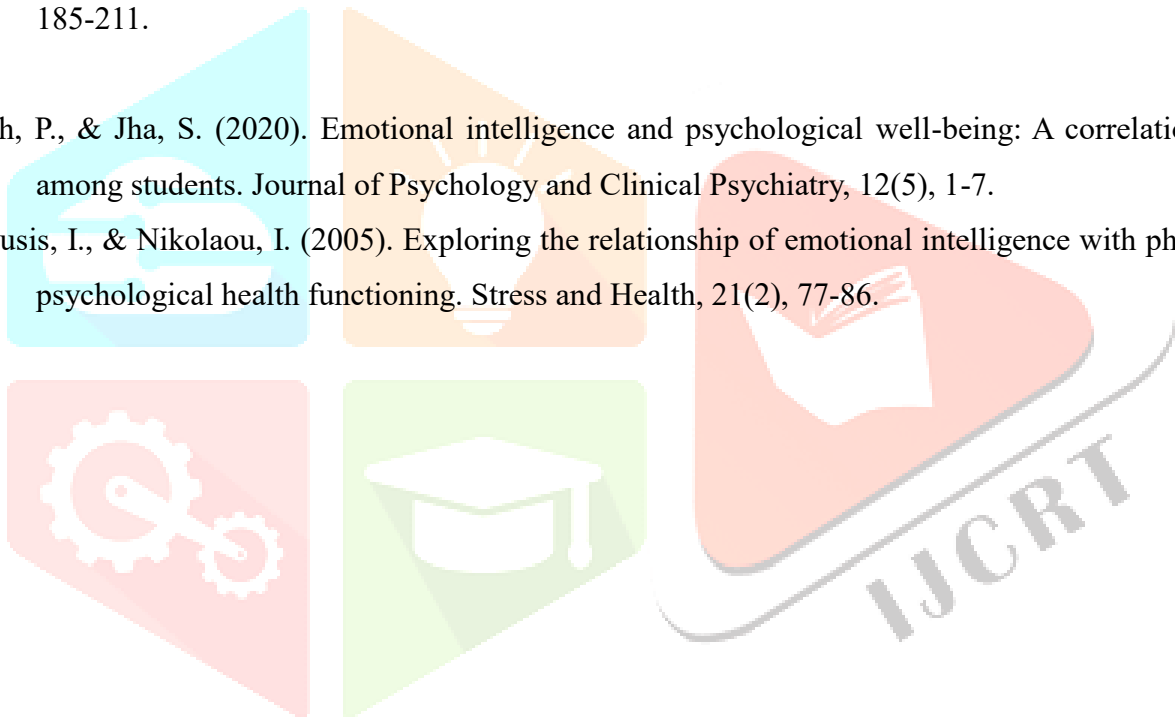 185-211.
h, P., & Jha, S. (2020). Emotional intelligence and psychological well-being: A correlatio
among students. Journal of Psychology and Clinical Psychiatry, 12(5), 1-7.
usis, I., & Nikolaou, I. (2005). Exploring the relationship of emotional intelligence with ph
psychological health functioning. Stress and Health, 21(2), 77-86.
IJCRT